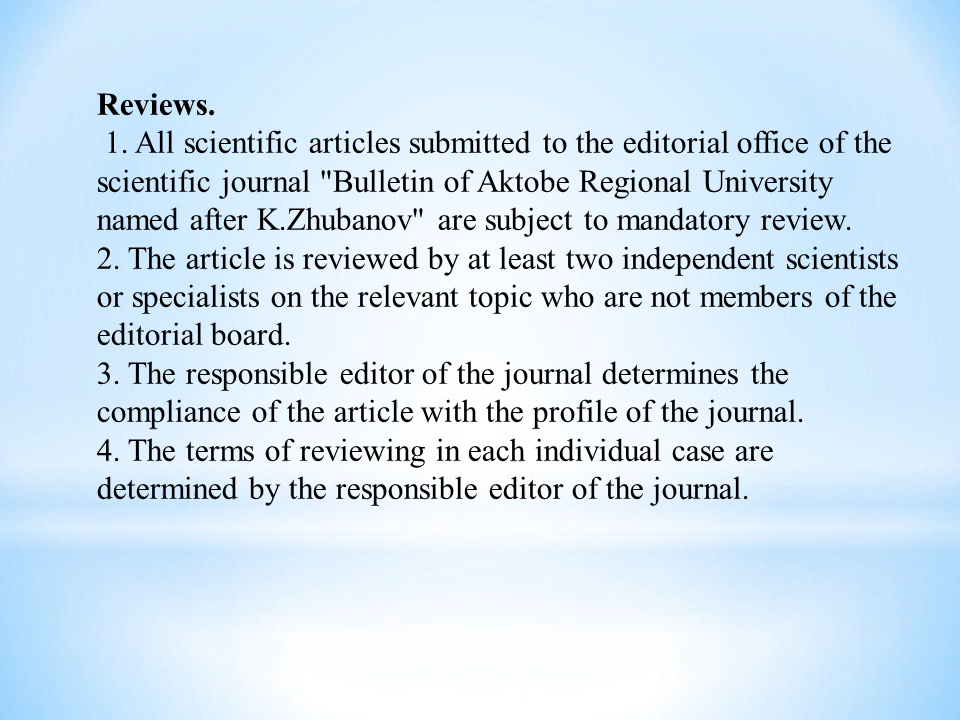 Reviews.
1. All scientific articles submitted to the editorial office of the
scientific journal "Bulletin of Aktobe Regional University
named after K.Zhubanov" are subject to mandatory review.
2. The article is reviewed by at least two independent scientists
or specialists on the relevant topic who are not members of the
editorial board.
3. The responsible editor of the journal determines the
compliance of the article with the profile of the journal.
4. The terms of reviewing in each individual case are
determined by the responsible editor of the journal.